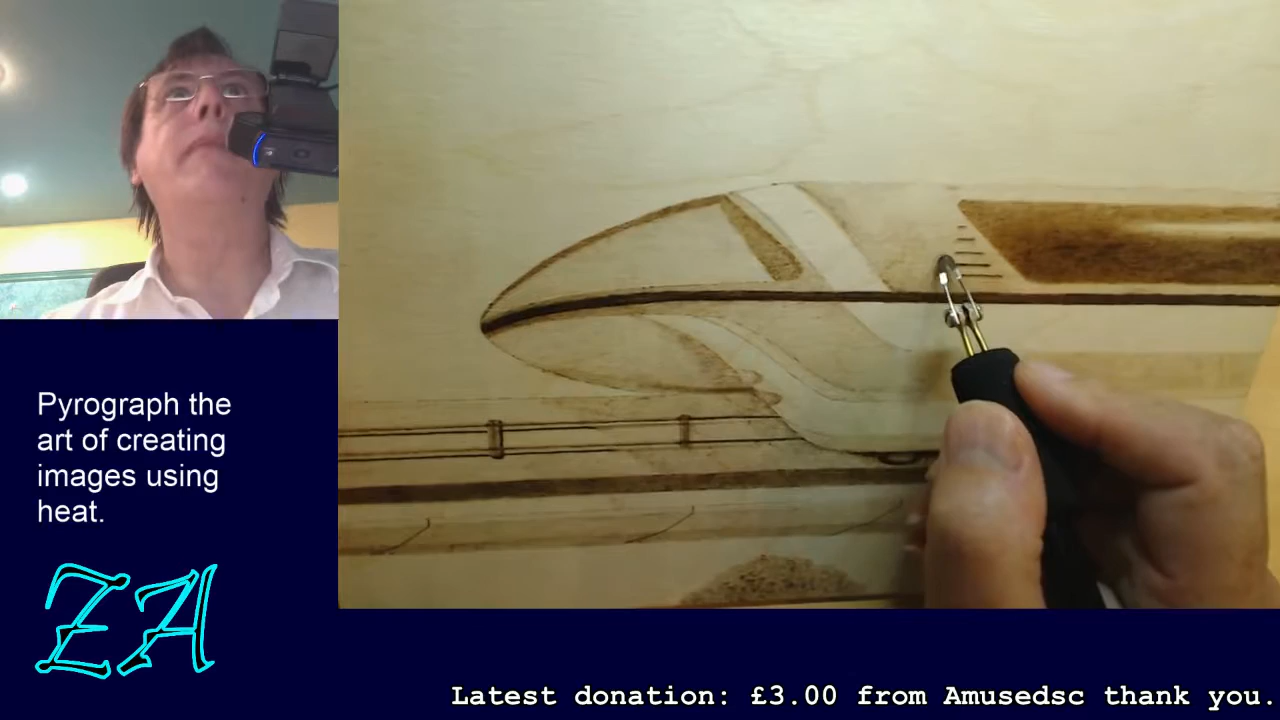 Pyrograph the
art of creating
images using
heat.
ZA
Latest donation: £3.00 from Amusedsc thank you.